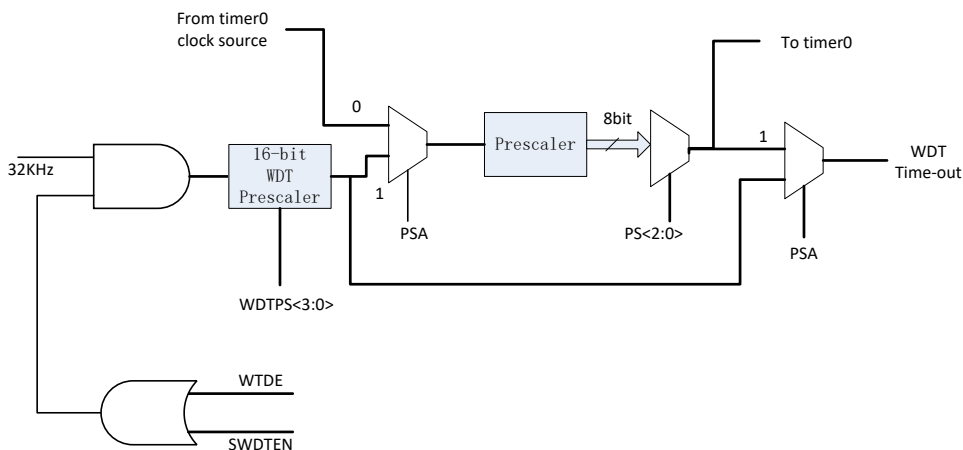 From timer0
clock source
To timer0
0
8bit
1
32KHz
16-bit
WDT
Prescaler
Prescaler
WDT
Time-out
1
PSA
PS<2:0>
PSA
WDTPS<3:0>
WTDE
SWDTEN